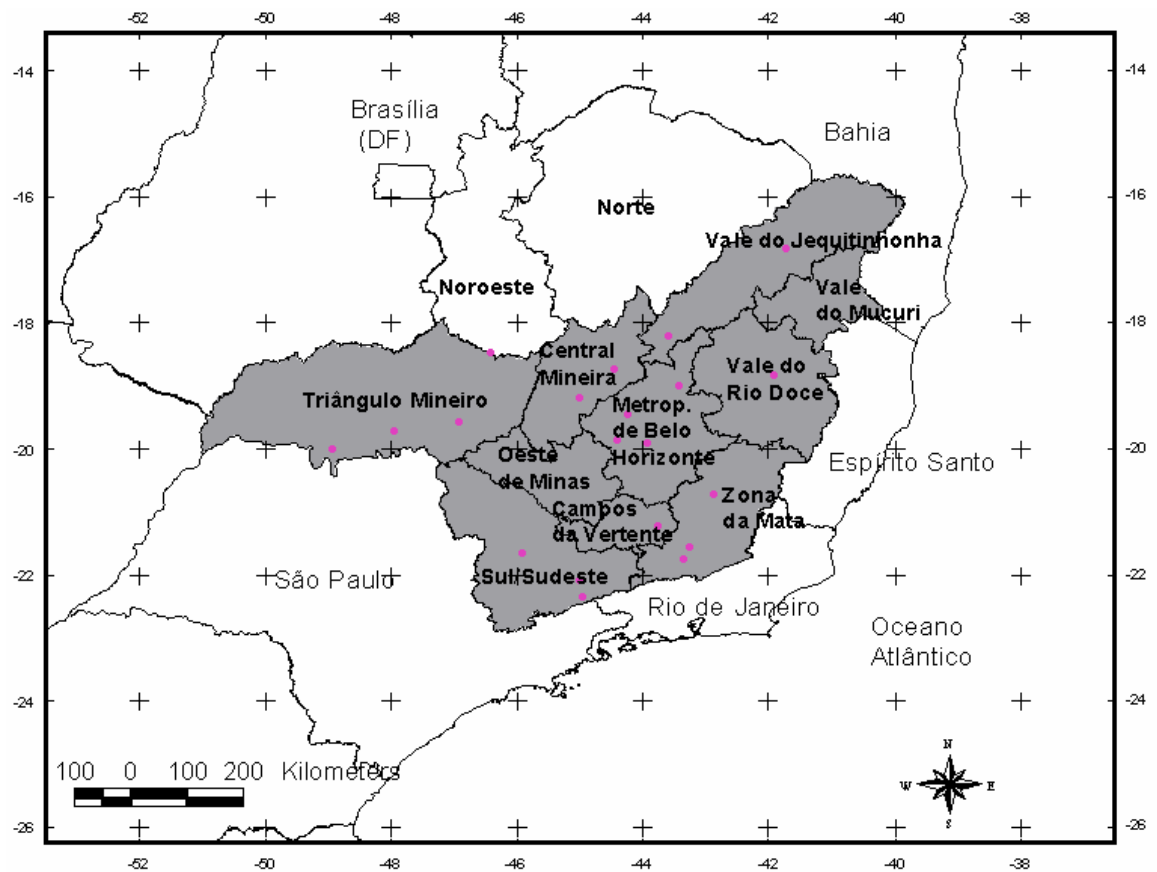 -52 -50 -48 -46 -44 -42 -40 -38
-14 -14
Brasília
(DF)
Bahia
-16 -16
Norte
Vale do Jequitinhonha
Noroeste
Vale
do Mucuri
-18 -18
Central
Mineira
Vale do
Rio Doce
Triângulo Mineiro
Metrop.
de Belo
Horizonte
-20 -20
Oeste
de Minas
Espírito Santo
Zona
da Mata
Campos
da Vertente
-22 -22
São Paulo
Sul/Sudeste
Rio de Janeiro
Oceano
Atlântico
-24 -24
100 0 100 200 Kilometers
N
W E
S
-26 -26
-52 -50 -48 -46 -44 -42 -40 -38